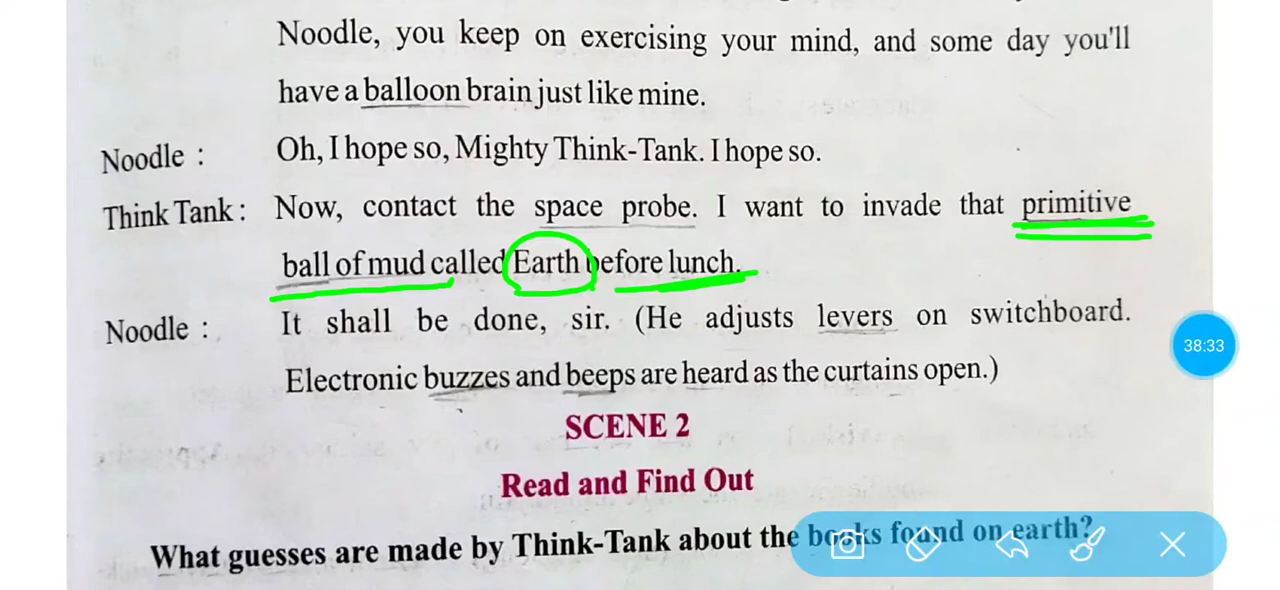 Noodle, you keep on exercising your mind, and some day you'll
have a balloon brain just like mine.
Noodle : Oh, I hope so, Mighty Think-Tank. I hope so.
Think Tank : Now, contact the space probe. I want to invade that primitive
ball of mud called Earth before lunch.
Noodle : It shall be done, sir. (He adjusts levers on switchboard.
Electronic buzzes and beeps are heard as the curtains open.)
38:33
SCENE 2
Read and Find Out
What guesses are made by Think-Tank about the books found on earth?